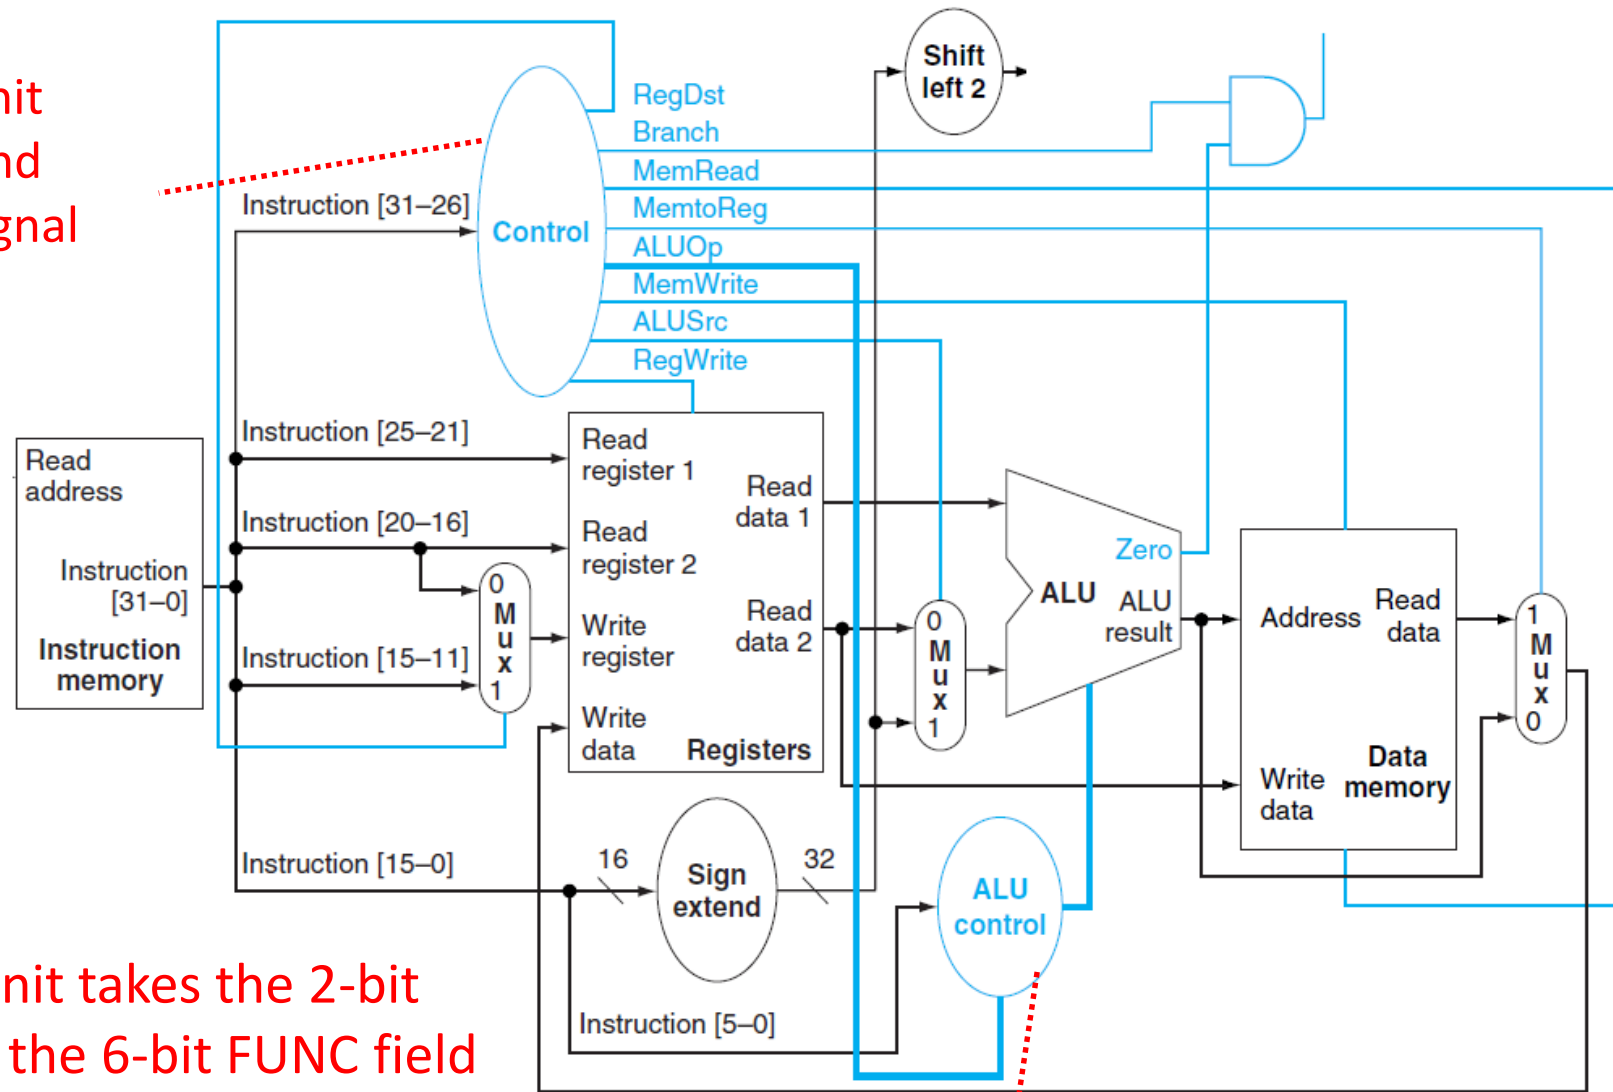 nit
nd
gnal
Shift
left 2
RegDst
Branch
MemRead
MemtoReg
ALUOp
MemWrite
ALUSrc
RegWrite
Instruction [31–26]
Control
Instruction [25–21]
Read
address
Instruction
[31–0]
Instruction
memory
Instruction [20–16]
Instruction [15–11]
0
M
u
x
1
Read
register 1
Read
register 2
Write
register
Write
data
Read
data 1
Read
data 2
Registers
0
M
u
x
1
Zero
ALU
ALU
result
Address
Read
data
Write
data
Data
memory
1
M
u
x
0
Instruction [15–0]
16
Sign
extend
32
ALU
control
Instruction [5–0]
nit takes the 2-bit
the 6-bit FUNC field